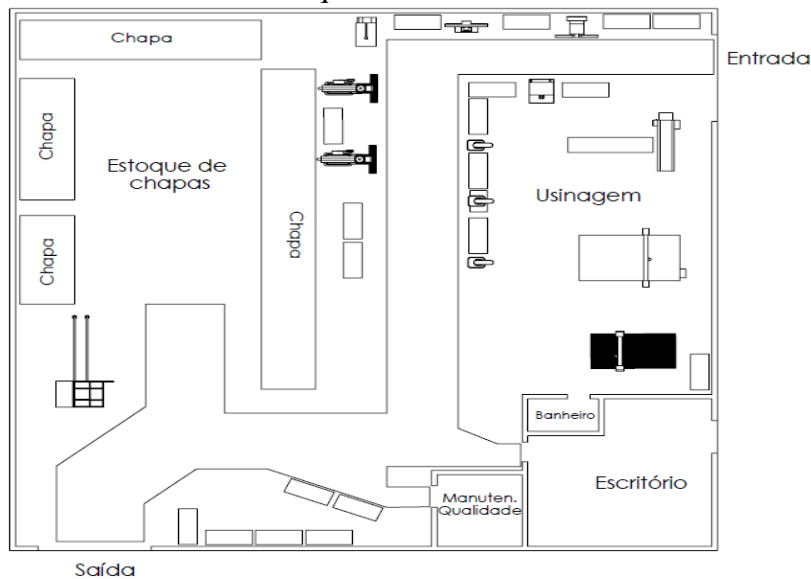 Chapa
Entrada
Chapa
Estoque de
chapas
Usinagem
Chapa
Chapa
Banheiro
Escritório
Manuten.
Qualidade
Saída